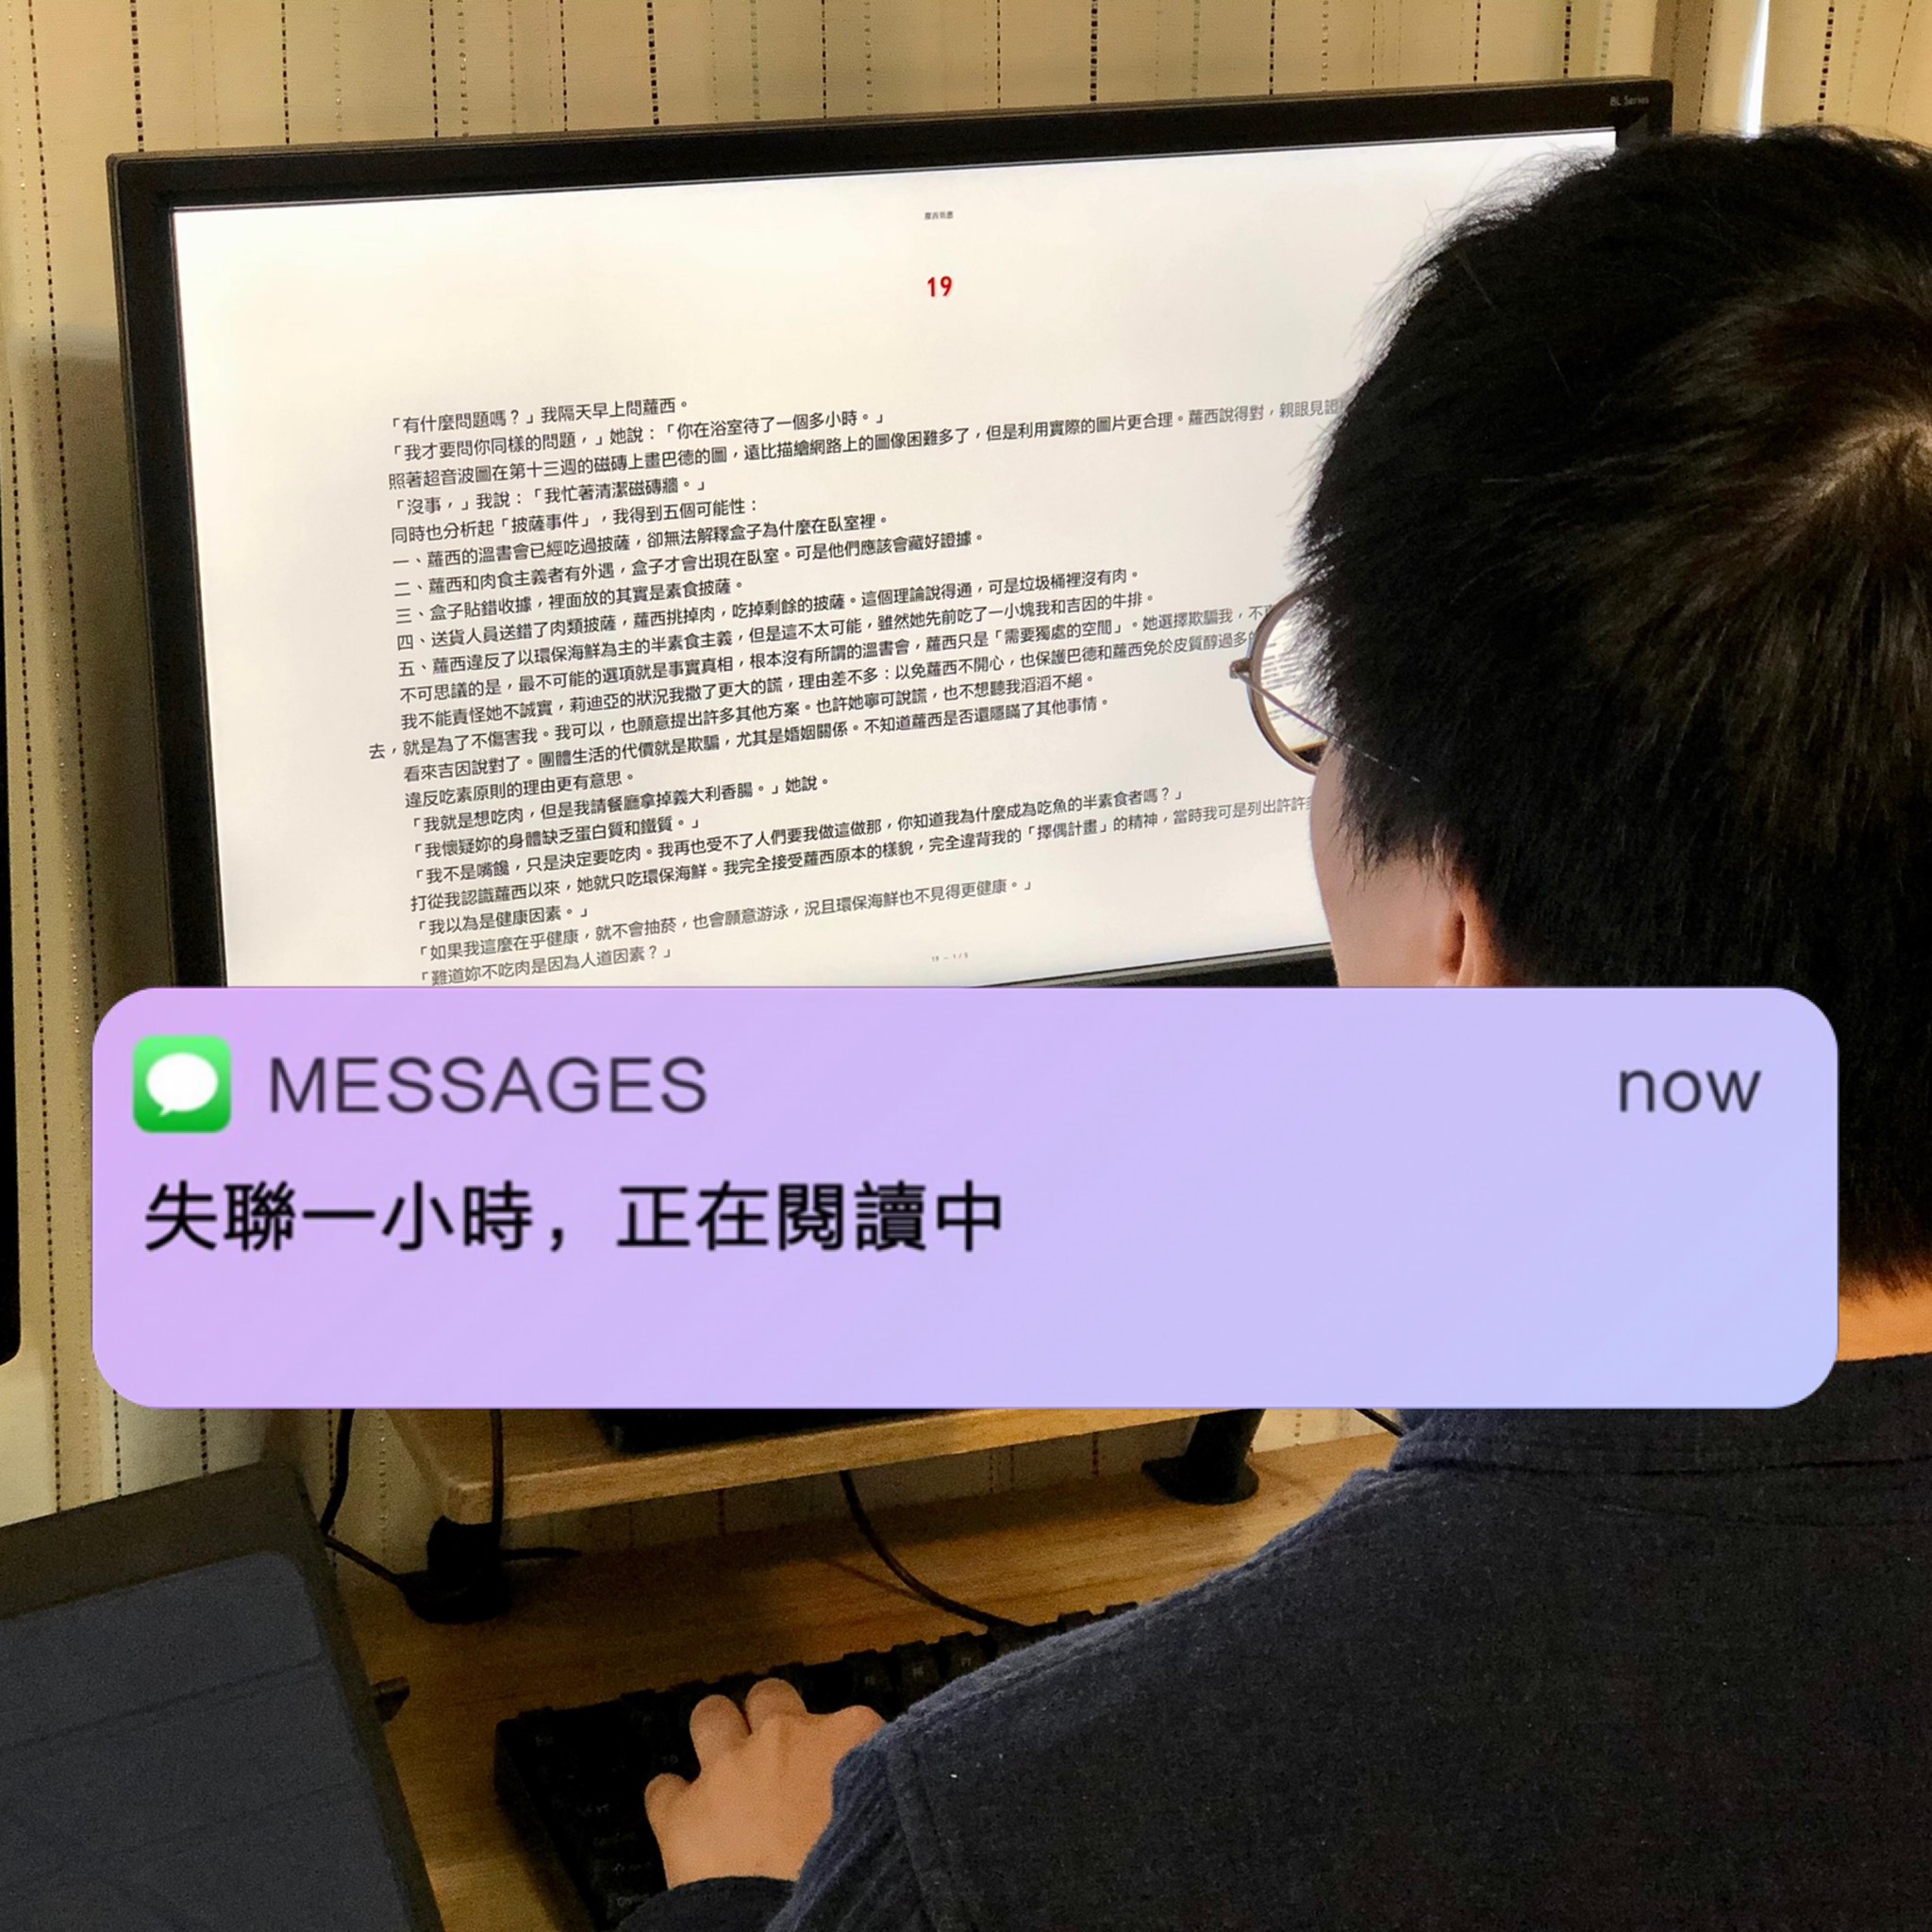 BL Series
蘿西效應
19
「有什麼問題嗎？」我隔天早上問蘿西。
「我才要問你同樣的問題，」她說：「你在浴室待了一個多小時。」
照著超音波圖在第十三週的磁磚上畫巴德的圖，遠比描繪網路上的圖像困難多了，但是利用實際的圖片更合理。蘿西說得對，親眼見證
「沒事，」我說：「我忙著清潔磁磚牆。」
同時也分析起「披薩事件」，我得到五個可能性：
一、蘿西的溫書會已經吃過披薩，卻無法解釋盒子為什麼在臥室裡。
二、蘿西和肉食主義者有外遇，盒子才會出現在臥室。可是他們應該會藏好證據。
三、盒子貼錯收據，裡面放的其實是素食披薩。
四、送貨人員送錯了肉類披薩，蘿西挑掉肉，吃掉剩餘的披薩。這個理論說得通，可是垃圾桶裡沒有肉。
五、蘿西違反了以環保海鮮為主的半素食主義，但是這不太可能，雖然她先前吃了一小塊我和吉因的牛排。
不可思議的是，最不可能的選項就是事實真相，根本沒有所謂的溫書會，蘿西只是「需要獨處的空間」。她選擇欺騙我，不
我不能責怪她不誠實，莉迪亞的狀況我撒了更大的謊，理由差不多：以免蘿西不開心，也保護巴德和蘿西免於皮質醇過多
去，就是為了不傷害我。我可以，也願意提出許多其他方案。也許她寧可說謊，也不想聽我滔滔不絕。
看來吉因說對了。團體生活的代價就是欺騙，尤其是婚姻關係。不知道蘿西是否還隱瞞了其他事情。
違反吃素原則的理由更有意思。
「我就是想吃肉，但是我請餐廳拿掉義大利香腸。」她說。
「我懷疑妳的身體缺乏蛋白質和鐵質。」
「我不是嘴饞，只是決定要吃肉。我再也受不了人們要我做這做那，你知道我為什麼成為吃魚的半素食者嗎？」
打從我認識蘿西以來，她就只吃環保海鮮。我完全接受蘿西原本的樣貌，完全違背我的「擇偶計畫」的精神，當時我可是列出許許
「我以為是健康因素。」
「如果我這麼在乎健康，就不會抽菸，也會願意游泳，況且環保海鮮也不見得更健康。」
「難道妳不吃肉是因為人道因素？」
MESSAGES
now
失聯一小時，正在閱讀中